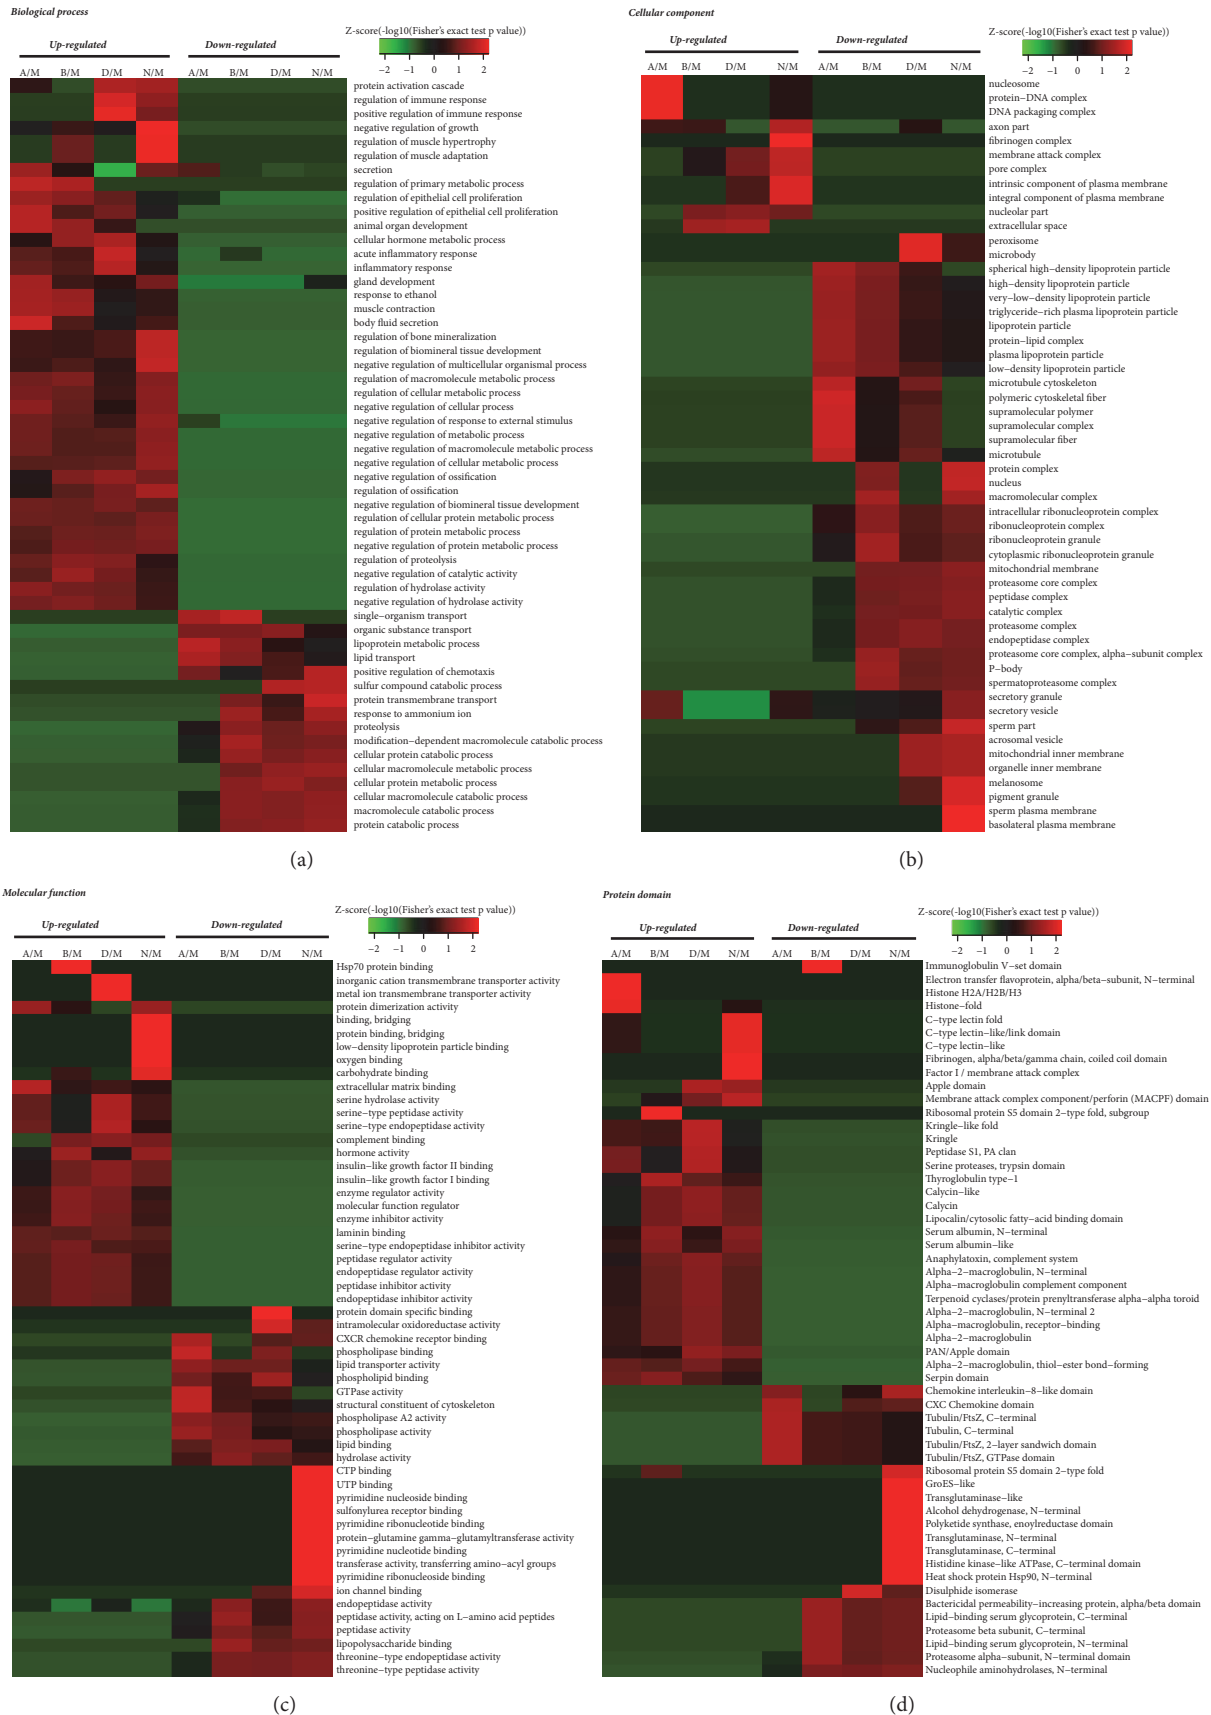 Biological process
Z-score(-log10(Fisher's exact test p value))
Up-regulated
Down-regulated
−2 −1 0 1 2
A/M B/M D/M N/M A/M B/M D/M N/M
protein activation cascade
regulation of immune response
positive regulation of immune response
negative regulation of growth
regulation of muscle hypertrophy
regulation of muscle adaptation
secretion
regulation of primary metabolic process
regulation of epithelial cell proliferation
positive regulation of epithelial cell proliferation
animal organ development
cellular hormone metabolic process
acute inflammatory response
inflammatory response
gland development
response to ethanol
muscle contraction
body fluid secretion
regulation of bone mineralization
regulation of biomineral tissue development
negative regulation of multicellular organismal process
regulation of macromolecule metabolic process
regulation of cellular metabolic process
negative regulation of cellular process
negative regulation of response to external stimulus
negative regulation of metabolic process
negative regulation of macromolecule metabolic process
negative regulation of cellular metabolic process
negative regulation of ossification
regulation of ossification
negative regulation of biomineral tissue development
regulation of cellular protein metabolic process
regulation of protein metabolic process
negative regulation of protein metabolic process
regulation of proteolysis
negative regulation of catalytic activity
regulation of hydrolase activity
negative regulation of hydrolase activity
single−organism transport
organic substance transport
lipoprotein metabolic process
lipid transport
positive regulation of chemotaxis
sulfur compound catabolic process
protein transmembrane transport
response to ammonium ion
proteolysis
modification−dependent macromolecule catabolic process
cellular protein catabolic process
cellular macromolecule metabolic process
cellular protein metabolic process
cellular macromolecule catabolic process
macromolecule catabolic process
protein catabolic process
(a)
Cellular component
Z-score(-log10(Fisher's exact test p value))
Up-regulated
Down-regulated
−2 −1 0 1 2
A/M B/M D/M N/M A/M B/M D/M N/M
nucleosome
protein−DNA complex
DNA packaging complex
axon part
fibrinogen complex
membrane attack complex
pore complex
intrinsic component of plasma membrane
integral component of plasma membrane
nucleolar part
extracellular space
peroxisome
microbody
spherical high−density lipoprotein particle
high−density lipoprotein particle
very−low−density lipoprotein particle
triglyceride−rich plasma lipoprotein particle
lipoprotein particle
protein−lipid complex
plasma lipoprotein particle
low−density lipoprotein particle
microtubule cytoskeleton
polymeric cytoskeletal fiber
supramolecular polymer
supramolecular complex
supramolecular fiber
microtubule
protein complex
nucleus
macromolecular complex
intracellular ribonucleoprotein complex
ribonucleoprotein complex
ribonucleoprotein granule
cytoplasmic ribonucleoprotein granule
mitochondrial membrane
proteasome core complex
peptidase complex
catalytic complex
proteasome complex
endopeptidase complex
proteasome core complex, alpha−subunit complex
P−body
spermatoproteasome complex
secretory granule
secretory vesicle
sperm part
acrosomal vesicle
mitochondrial inner membrane
organelle inner membrane
melanosome
pigment granule
sperm plasma membrane
basolateral plasma membrane
(b)
Molecular function
Z-score(-log10(Fisher's exact test p value))
Up-regulated
Down-regulated
−2 −1 0 1 2
A/M B/M D/M N/M A/M B/M D/M N/M
Hsp70 protein binding
inorganic cation transmembrane transporter activity
metal ion transmembrane transporter activity
protein dimerization activity
binding, bridging
protein binding, bridging
low−density lipoprotein particle binding
oxygen binding
carbohydrate binding
extracellular matrix binding
serine hydrolase activity
serine−type peptidase activity
serine−type endopeptidase activity
complement binding
hormone activity
insulin−like growth factor II binding
insulin−like growth factor I binding
enzyme regulator activity
molecular function regulator
enzyme inhibitor activity
laminin binding
serine−type endopeptidase inhibitor activity
peptidase regulator activity
endopeptidase regulator activity
peptidase inhibitor activity
endopeptidase inhibitor activity
protein domain specific binding
intramolecular oxidoreductase activity
CXCR chemokine receptor binding
phospholipase binding
lipid transporter activity
phospholipid binding
GTPase activity
structural constituent of cytoskeleton
phospholipase A2 activity
phospholipase activity
lipid binding
hydrolase activity
CTP binding
UTP binding
pyrimidine nucleoside binding
sulfonylurea receptor binding
pyrimidine ribonucleotide binding
protein−glutamine gamma−glutamyltransferase activity
pyrimidine nucleotide binding
transferase activity, transferring amino−acyl groups
pyrimidine ribonucleoside binding
ion channel binding
endopeptidase activity
peptidase activity, acting on L−amino acid peptides
peptidase activity
lipopolysaccharide binding
threonine−type endopeptidase activity
threonine−type peptidase activity
(c)
Protein domain
Z-score(-log10(Fisher's exact test p value))
Up-regulated
Down-regulated
−2 −1 0 1 2
A/M B/M D/M N/M A/M B/M D/M N/M
Immunoglobulin V−set domain
Electron transfer flavoprotein, alpha/beta−subunit, N−terminal
Histone H2A/H2B/H3
Histone−fold
C−type lectin fold
C−type lectin−like/link domain
C−type lectin−like
Fibrinogen, alpha/beta/gamma chain, coiled coil domain
Factor I / membrane attack complex
Apple domain
Membrane attack complex component/perforin (MACPF) domain
Ribosomal protein S5 domain 2−type fold, subgroup
Kringle−like fold
Kringle
Peptidase S1, PA clan
Serine proteases, trypsin domain
Thyroglobulin type−1
Calycin−like
Calycin
Lipocalin/cytosolic fatty−acid binding domain
Serum albumin, N−terminal
Serum albumin−like
Anaphylatoxin, complement system
Alpha−2−macroglobulin, N−terminal
Alpha−macroglobulin complement component
Terpenoid cyclases/protein prenyltransferase alpha−alpha toroid
Alpha−2−macroglobulin, N−terminal 2
Alpha−macroglobulin, receptor−binding
Alpha−2−macroglobulin
PAN/Apple domain
Alpha−2−macroglobulin, thiol−ester bond−forming
Serpin domain
Chemokine interleukin−8−like domain
CXC Chemokine domain
Tubulin/FtsZ, C−terminal
Tubulin, C−terminal
Tubulin/FtsZ, 2−layer sandwich domain
Tubulin/FtsZ, GTPase domain
Ribosomal protein S5 domain 2−type fold
GroES−like
Transglutaminase−like
Alcohol dehydrogenase, N−terminal
Polyketide synthase, enoylreductase domain
Transglutaminase, N−terminal
Transglutaminase, C−terminal
Histidine kinase−like ATPase, C−terminal domain
Heat shock protein Hsp90, N−terminal
Disulphide isomerase
Bactericidal permeability−increasing protein, alpha/beta domain
Lipid−binding serum glycoprotein, C−terminal
Proteasome beta subunit, C−terminal
Lipid−binding serum glycoprotein, N−terminal
Proteasome alpha−subunit, N−terminal domain
Nucleophile aminohydrolases, N−terminal
(d)